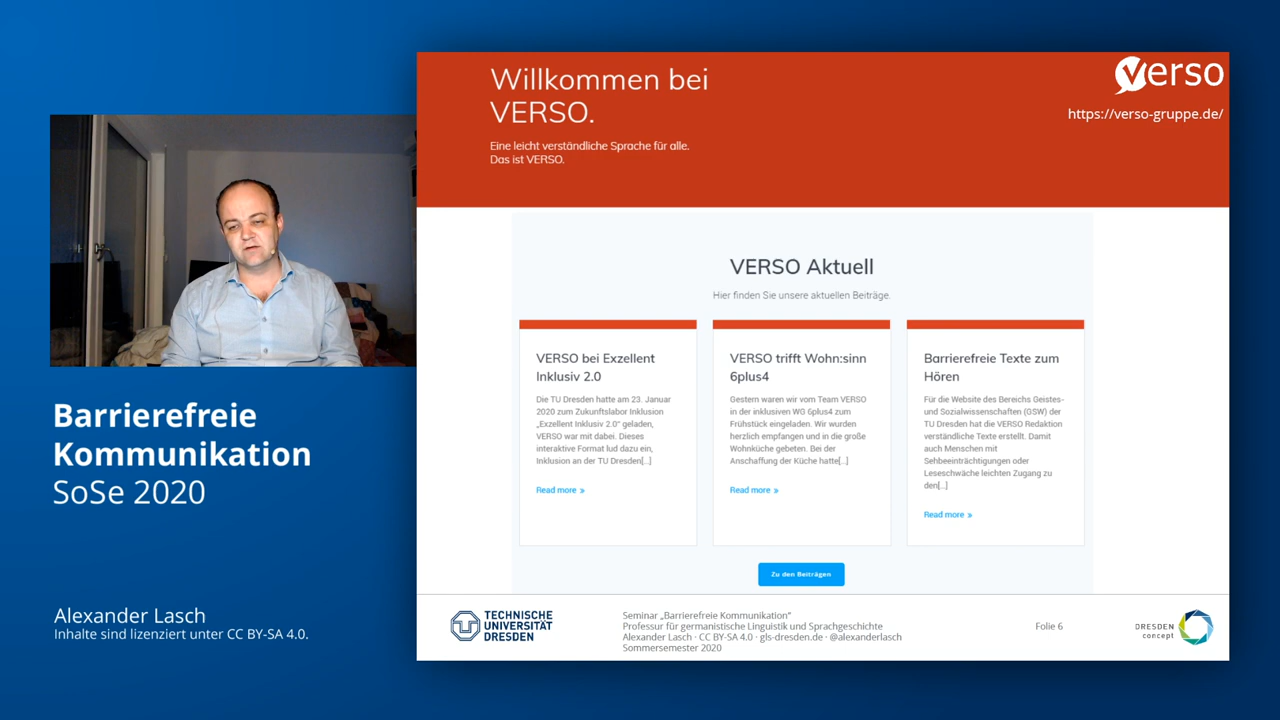 Willkommen bei
VERSO.
Eine leicht verständliche Sprache für alle.
Das ist VERSO.
verso
https://verso-gruppe.de/
VERSO Aktuell
Hier finden Sie unsere aktuellen Beiträge.
VERSO bei Exzellent
Inklusiv 2.0
Die TU Dresden hatte am 23. Januar
2020 zum Zukunftslabor Inklusion
„Exzellent Inklusiv 2.0“ geladen,
VERSO war mit dabei. Dieses
interaktive Format lud dazu ein,
Inklusion an der TU Dresden[...]
Read more »
VERSO trifft Wohn:sinn
6plus4
Gestern waren wir vom Team VERSO
in der inklusiven WG 6plus4 zum
Frühstück eingeladen. Wir wurden
herzlich empfangen und in die große
Wohnküche gebeten. Bei der
Anschaffung der Küche hatte[...]
Read more »
Barrierefreie Texte zum
Hören
Für die Website des Bereichs Geistes-
und Sozialwissenschaften (GSW) der
TU Dresden hat die VERSO Redaktion
verständliche Texte erstellt. Damit
auch Menschen mit
Sehbeeinträchtigungen oder
Leseschwäche leichten Zugang zu
den[...]
Read more »
Zu den Beiträgen
Barrierefreie
Kommunikation
SoSe 2020
Alexander Lasch
Inhalte sind lizenziert unter CC BY-SA 4.0.
TECHNISCHE
UNIVERSITÄT
DRESDEN
Seminar „Barrierefreie Kommunikation“
Professur für germanistische Linguistik und Sprachgeschichte
Alexander Lasch · CC BY-SA 4.0 · gls-dresden.de · @alexanderlasch
Sommersemester 2020
Folie 6
DRESDEN
concept